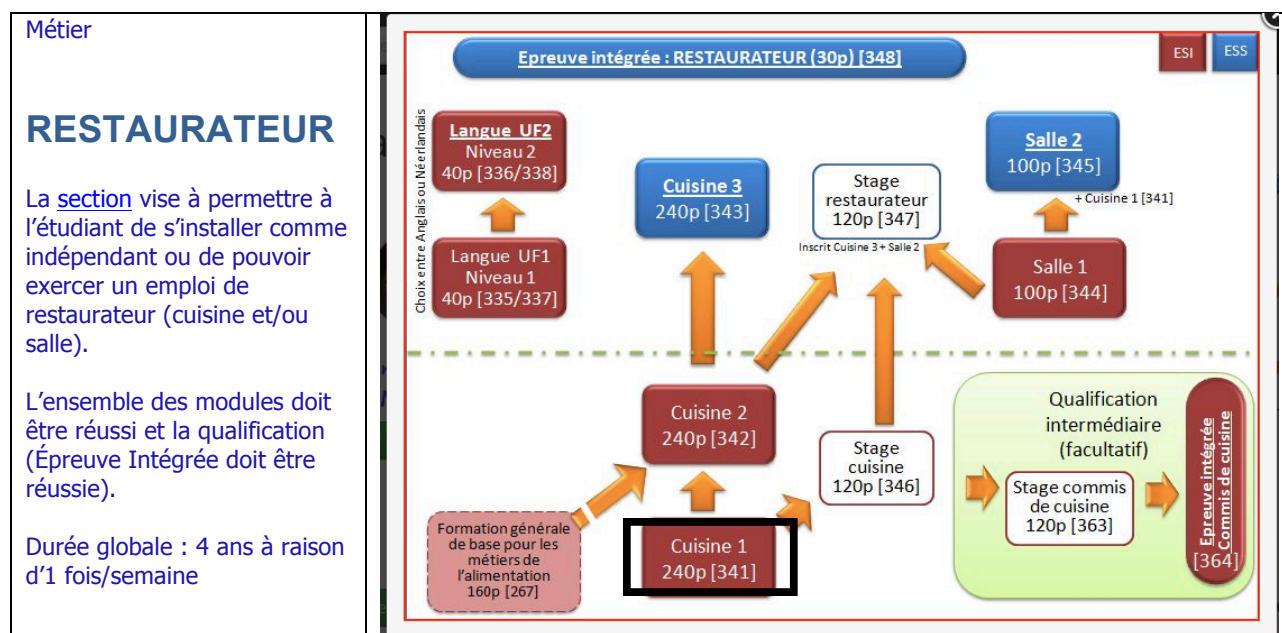 Métier
RESTAURATEUR
La section vise à permettre à
l’étudiant de s’installer comme
indépendant ou de pouvoir
exercer un emploi de
restaurateur (cuisine et/ou
salle).
L’ensemble des modules doit
être réussi et la qualification
(Épreuve Intégrée doit être
réussie).
Durée globale : 4 ans à raison
d’1 fois/semaine
Epreuve intégrée : RESTAURATEUR (30p) [348]
ESI
ESS
Choix entre Anglais ou Néerlandais
Langue UF2
Niveau 2
40p [336/338]
Langue UF1
Niveau 1
40p [335/337]
Cuisine 3
240p [343]
Stage
restaurateur
120p [347]
Inscrit Cuisine 3 + Salle 2
Salle 2
100p [345]
+ Cuisine 1 [341]
Salle 1
100p [344]
Cuisine 2
240p [342]
Stage
cuisine
120p [346]
Formation générale
de base pour les
métiers de
l’alimentation
160p [267]
Cuisine 1
240p [341]
Qualification
intermédiaire
(facultatif)
Stage commis
de cuisine
120p [363]
Epreuve intégrée
Commis de cuisine
[364]